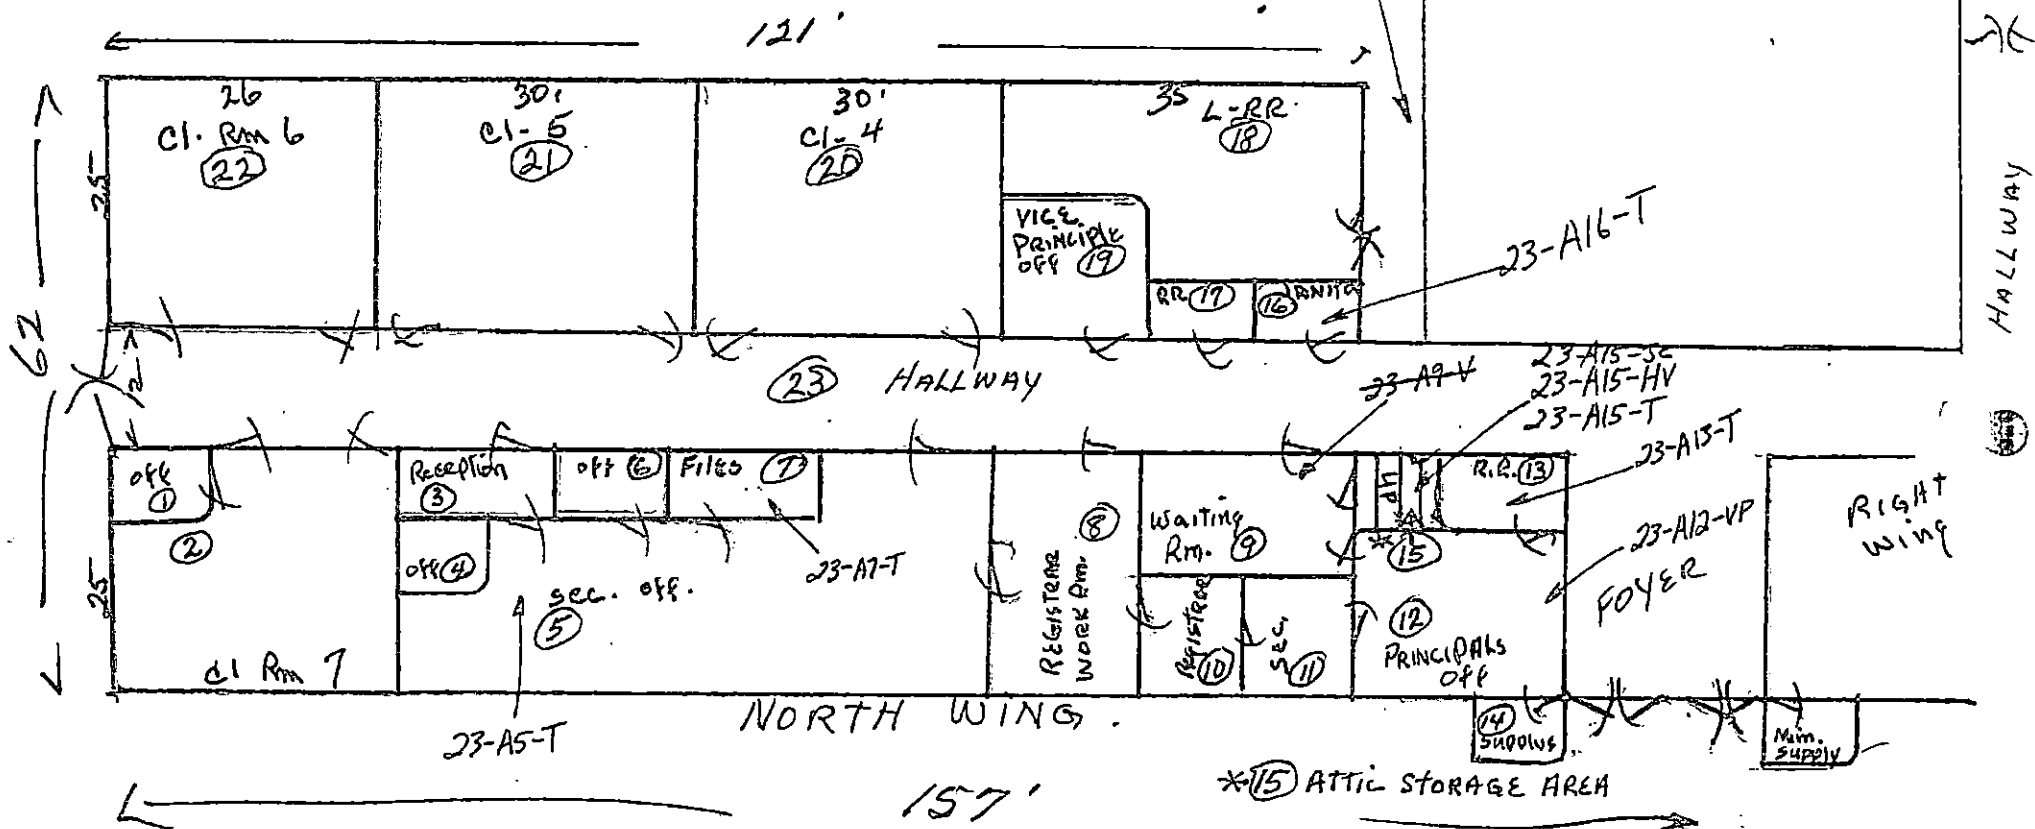 121'
26
Cl. Rm 6
22
30'
Cl-5
21
30'
Cl-4
20
35
L-RR.
18
25
VICE
PRINCIPLE
OFF 19
RR 17
16
23-A16-T
HALLWAY
62
12
23 HALLWAY
23-A9-V
23-A15-SC
23-A15-HV
23-A15-T
23-A13-T
off
1
2
Reception
3
off 6
Files 7
off 4
sec. off.
5
23-A7-T
8
REGISTRAR
WORK Rm.
Waiting
Rm. 9
REGISTRAR
10
SEC.
11
UP
R.R. 13
* 15
23-A12-VP
FOYER
12
PRINCIPALS
OFF
RIGHT
wing
25
Cl Rm 7
NORTH WING.
23-A5-T
14
Supplus
Mim.
Supply
*15 ATTIC STORAGE AREA
157'